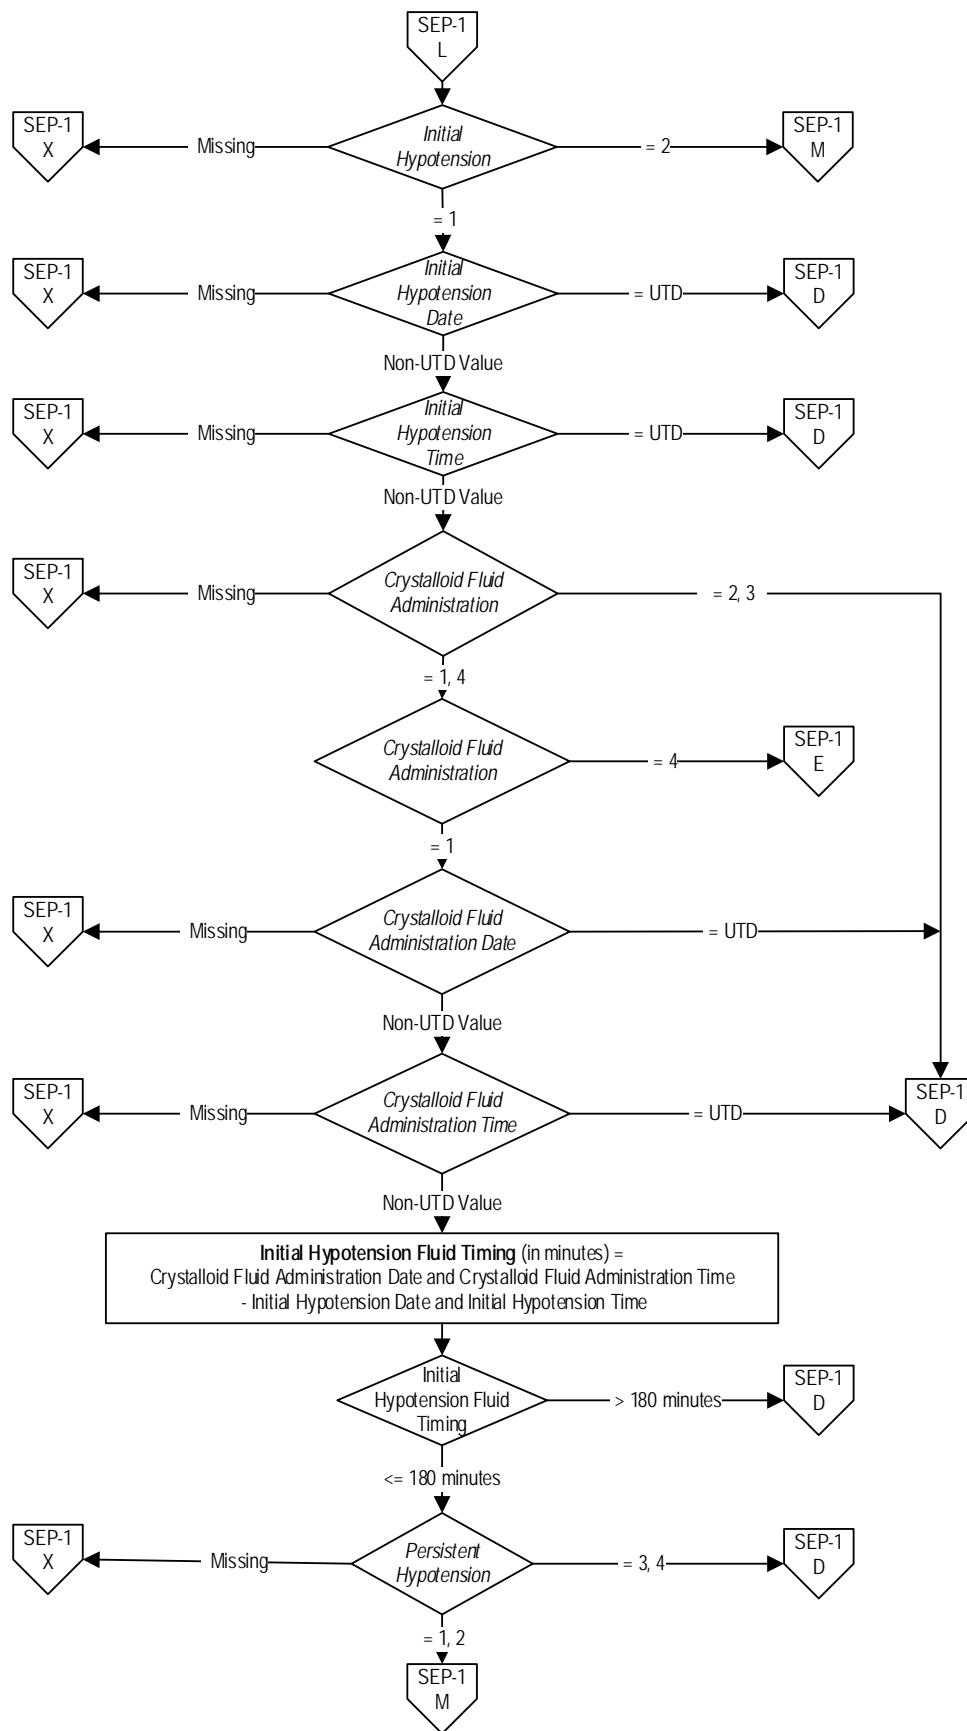 SEP-1
L
SEP-1
X
Missing
Initial
Hypotension
= 2
SEP-1
M
= 1
SEP-1
X
Missing
Initial
Hypotension
Date
= UTD
SEP-1
D
Non-UTD Value
SEP-1
X
Missing
Initial
Hypotension
Time
= UTD
SEP-1
D
Non-UTD Value
SEP-1
X
Missing
Crystalloid Fluid
Administration
= 2, 3
= 1, 4
Crystalloid Fluid
Administration
= 4
SEP-1
E
= 1
SEP-1
X
Missing
Crystalloid Fluid
Administration Date
= UTD
Non-UTD Value
SEP-1
X
Missing
Crystalloid Fluid
Administration Time
= UTD
SEP-1
D
Non-UTD Value
Initial Hypotension Fluid Timing (in minutes) =
Crystalloid Fluid Administration Date and Crystalloid Fluid Administration Time
- Initial Hypotension Date and Initial Hypotension Time
Initial
Hypotension Fluid
Timing
> 180 minutes
SEP-1
D
<= 180 minutes
SEP-1
X
Missing
Persistent
Hypotension
= 3, 4
SEP-1
D
= 1, 2
SEP-1
M